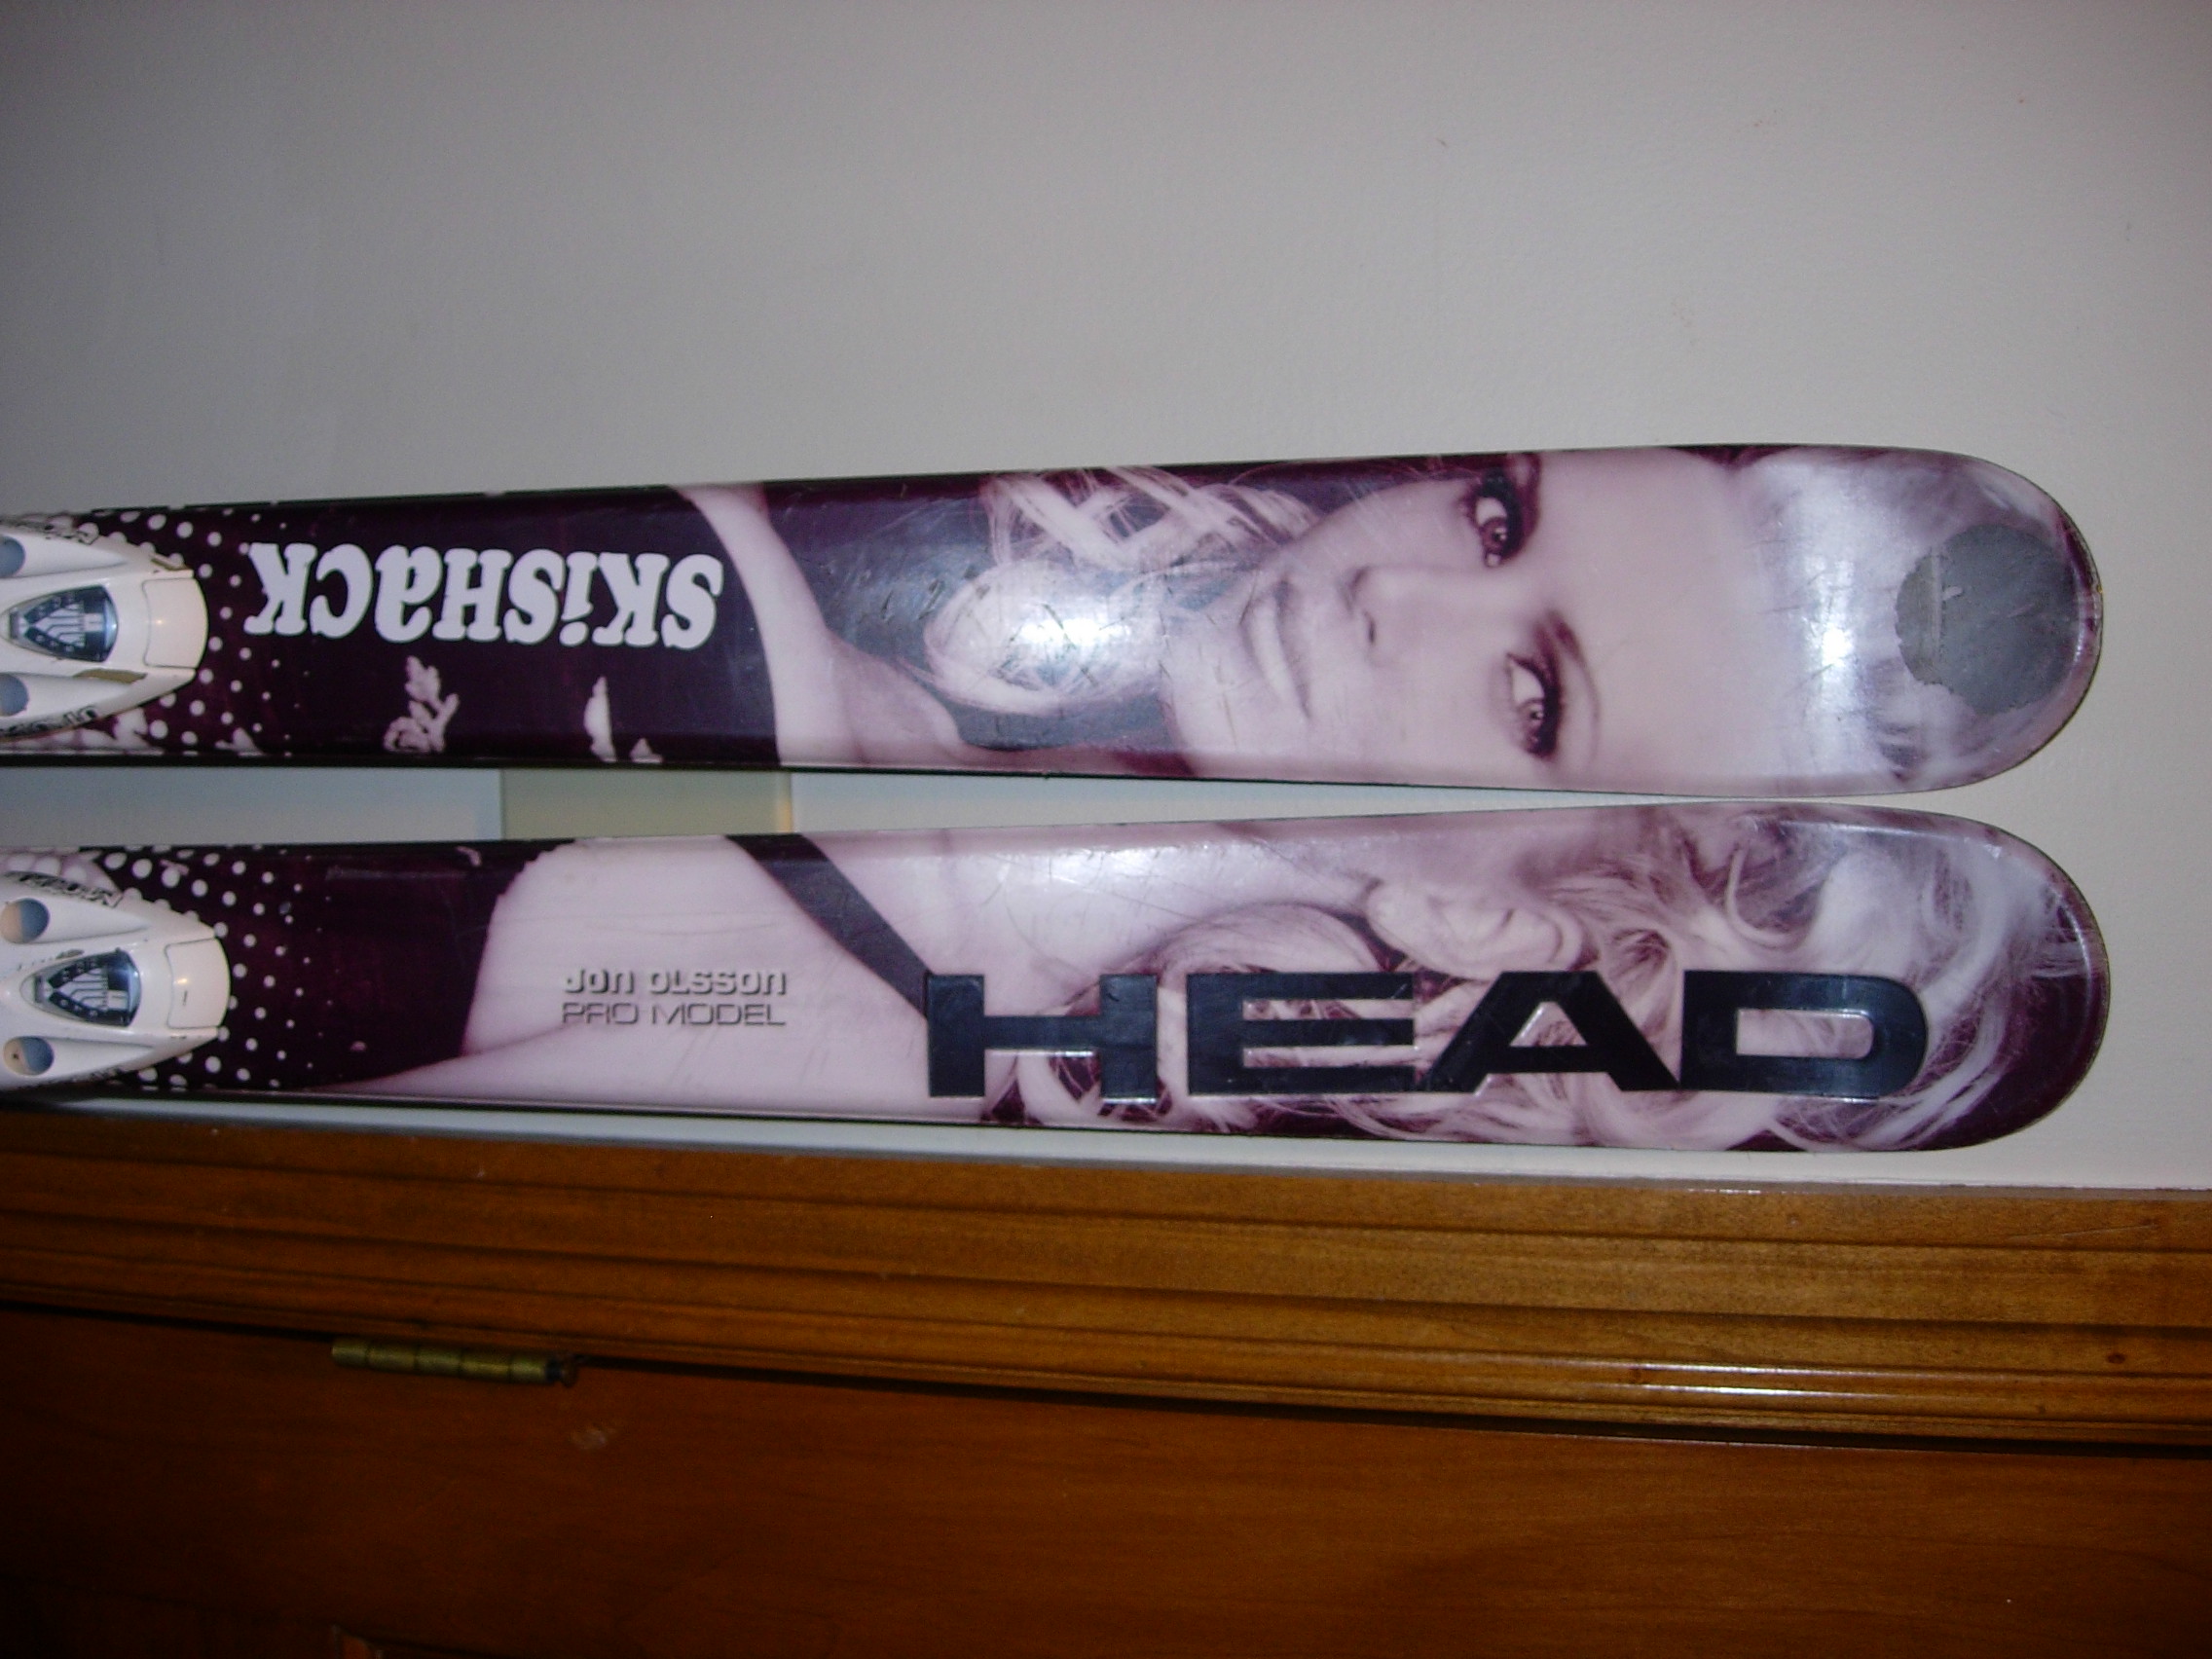 SKiSHaCK
Jon OLSSON
PRO MODEL
HEAD